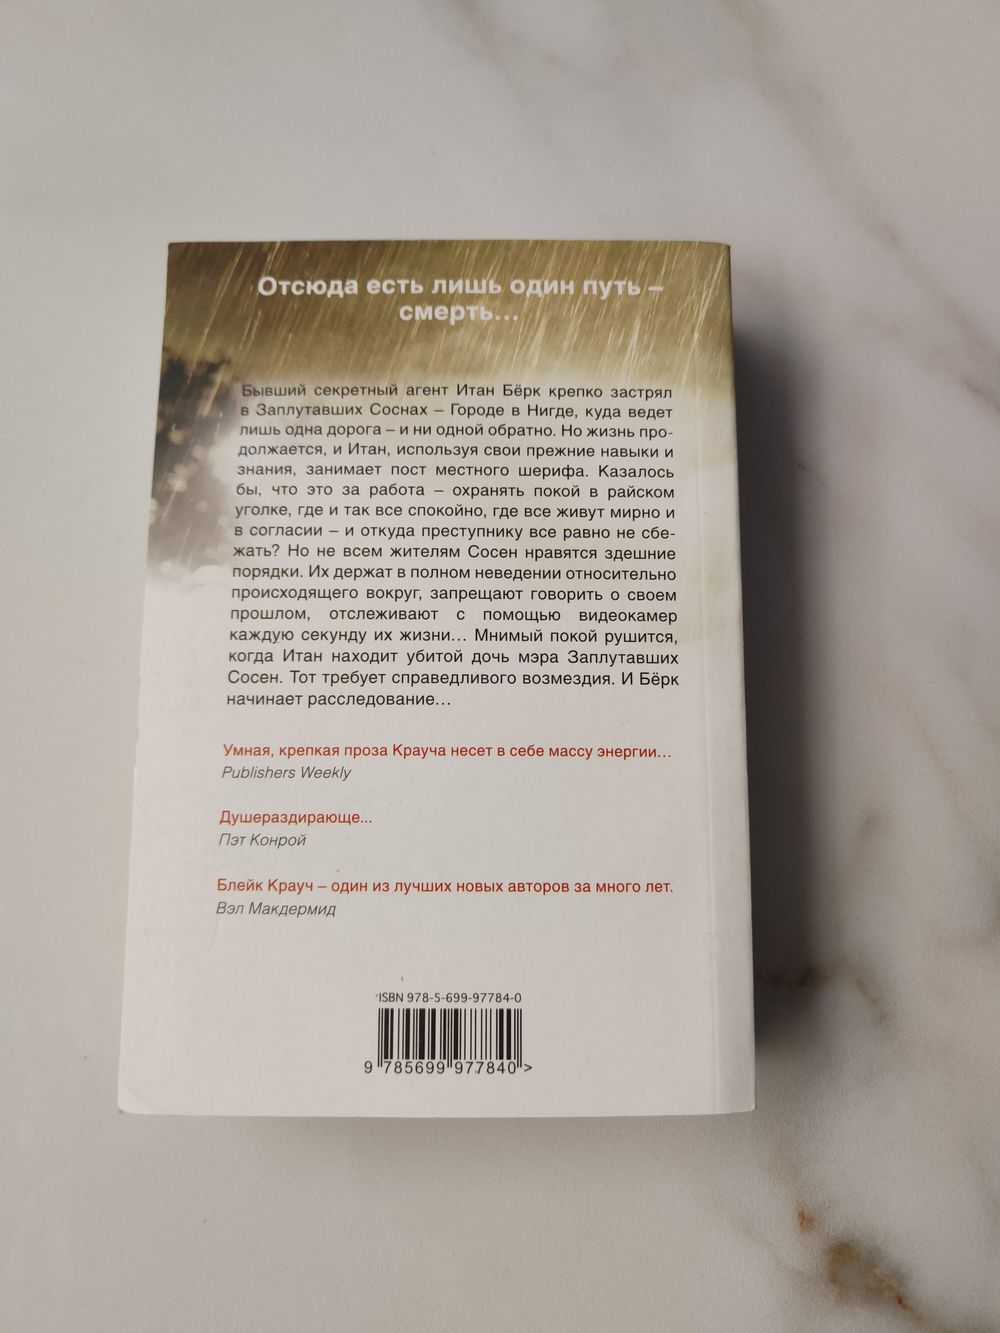 Отсюда есть лишь один путь –
смерть...
Бывший секретный агент Итан Бёрк крепко застрял
в Заплутавших Соснах – Городе в Нигде, куда ведет
лишь одна дорога – и ни одной обратно. Но жизнь про-
должается, и Итан, используя свои прежние навыки и
знания, занимает пост местного шерифа. Казалось
бы, что это за работа – охранять покой в райском
уголке, где и так все спокойно, где все живут мирно и
в согласии – и откуда преступнику все равно не сбе-
жать? Но не всем жителям Сосен нравятся здешние
порядки. Их держат в полном неведении относительно
происходящего вокруг, запрещают говорить о своем
прошлом, отслеживают с помощью видеокамер
каждую секунду их жизни... Мнимый покой рушится,
когда Итан находит убитой дочь мэра Заплутавших
Сосен. Тот требует справедливого возмездия. И Бёрк
начинает расследование...
Умная, крепкая проза Крауча несет в себе массу энергии...
Publishers Weekly
Душераздирающе...
Пэт Конрой
Блейк Крауч – один из лучших новых авторов за много лет.
Вэл Макдермид
ISBN 978-5-699-97784-0
9 785699 977840 >